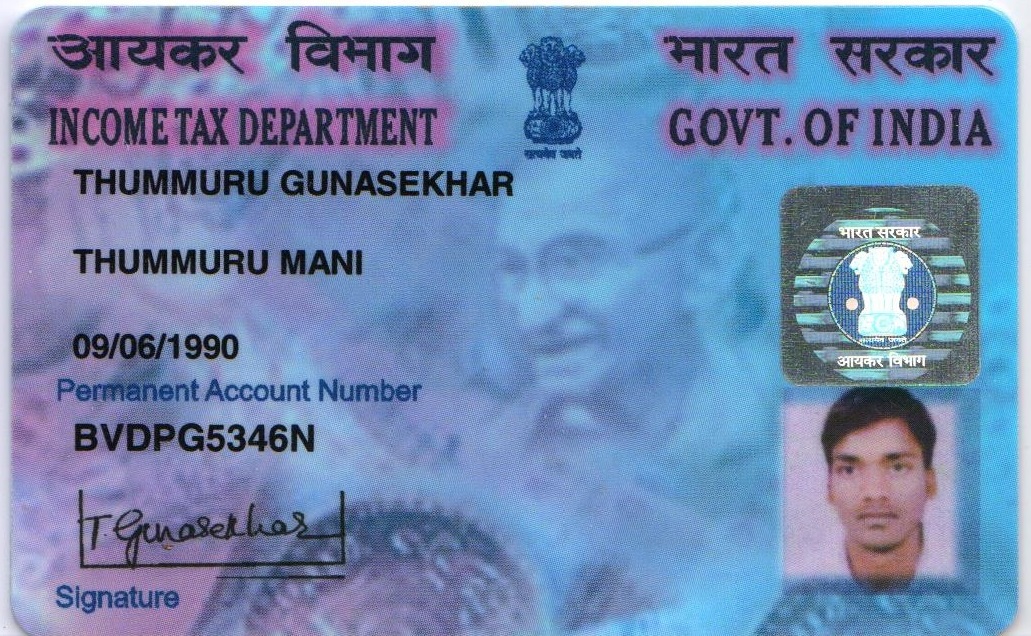 आयकर विभाग
भारत सरकार
INCOME TAX DEPARTMENT
GOVT. OF INDIA
सत्यमेव जयते
THUMMURU GUNASEKHAR
THUMMURU MANI
09/06/1990
Permanent Account Number
BVDPG5346N
T. Gunasekhar
Signature
भारत सरकार
सत्यमेव जयते
आयकर विभाग